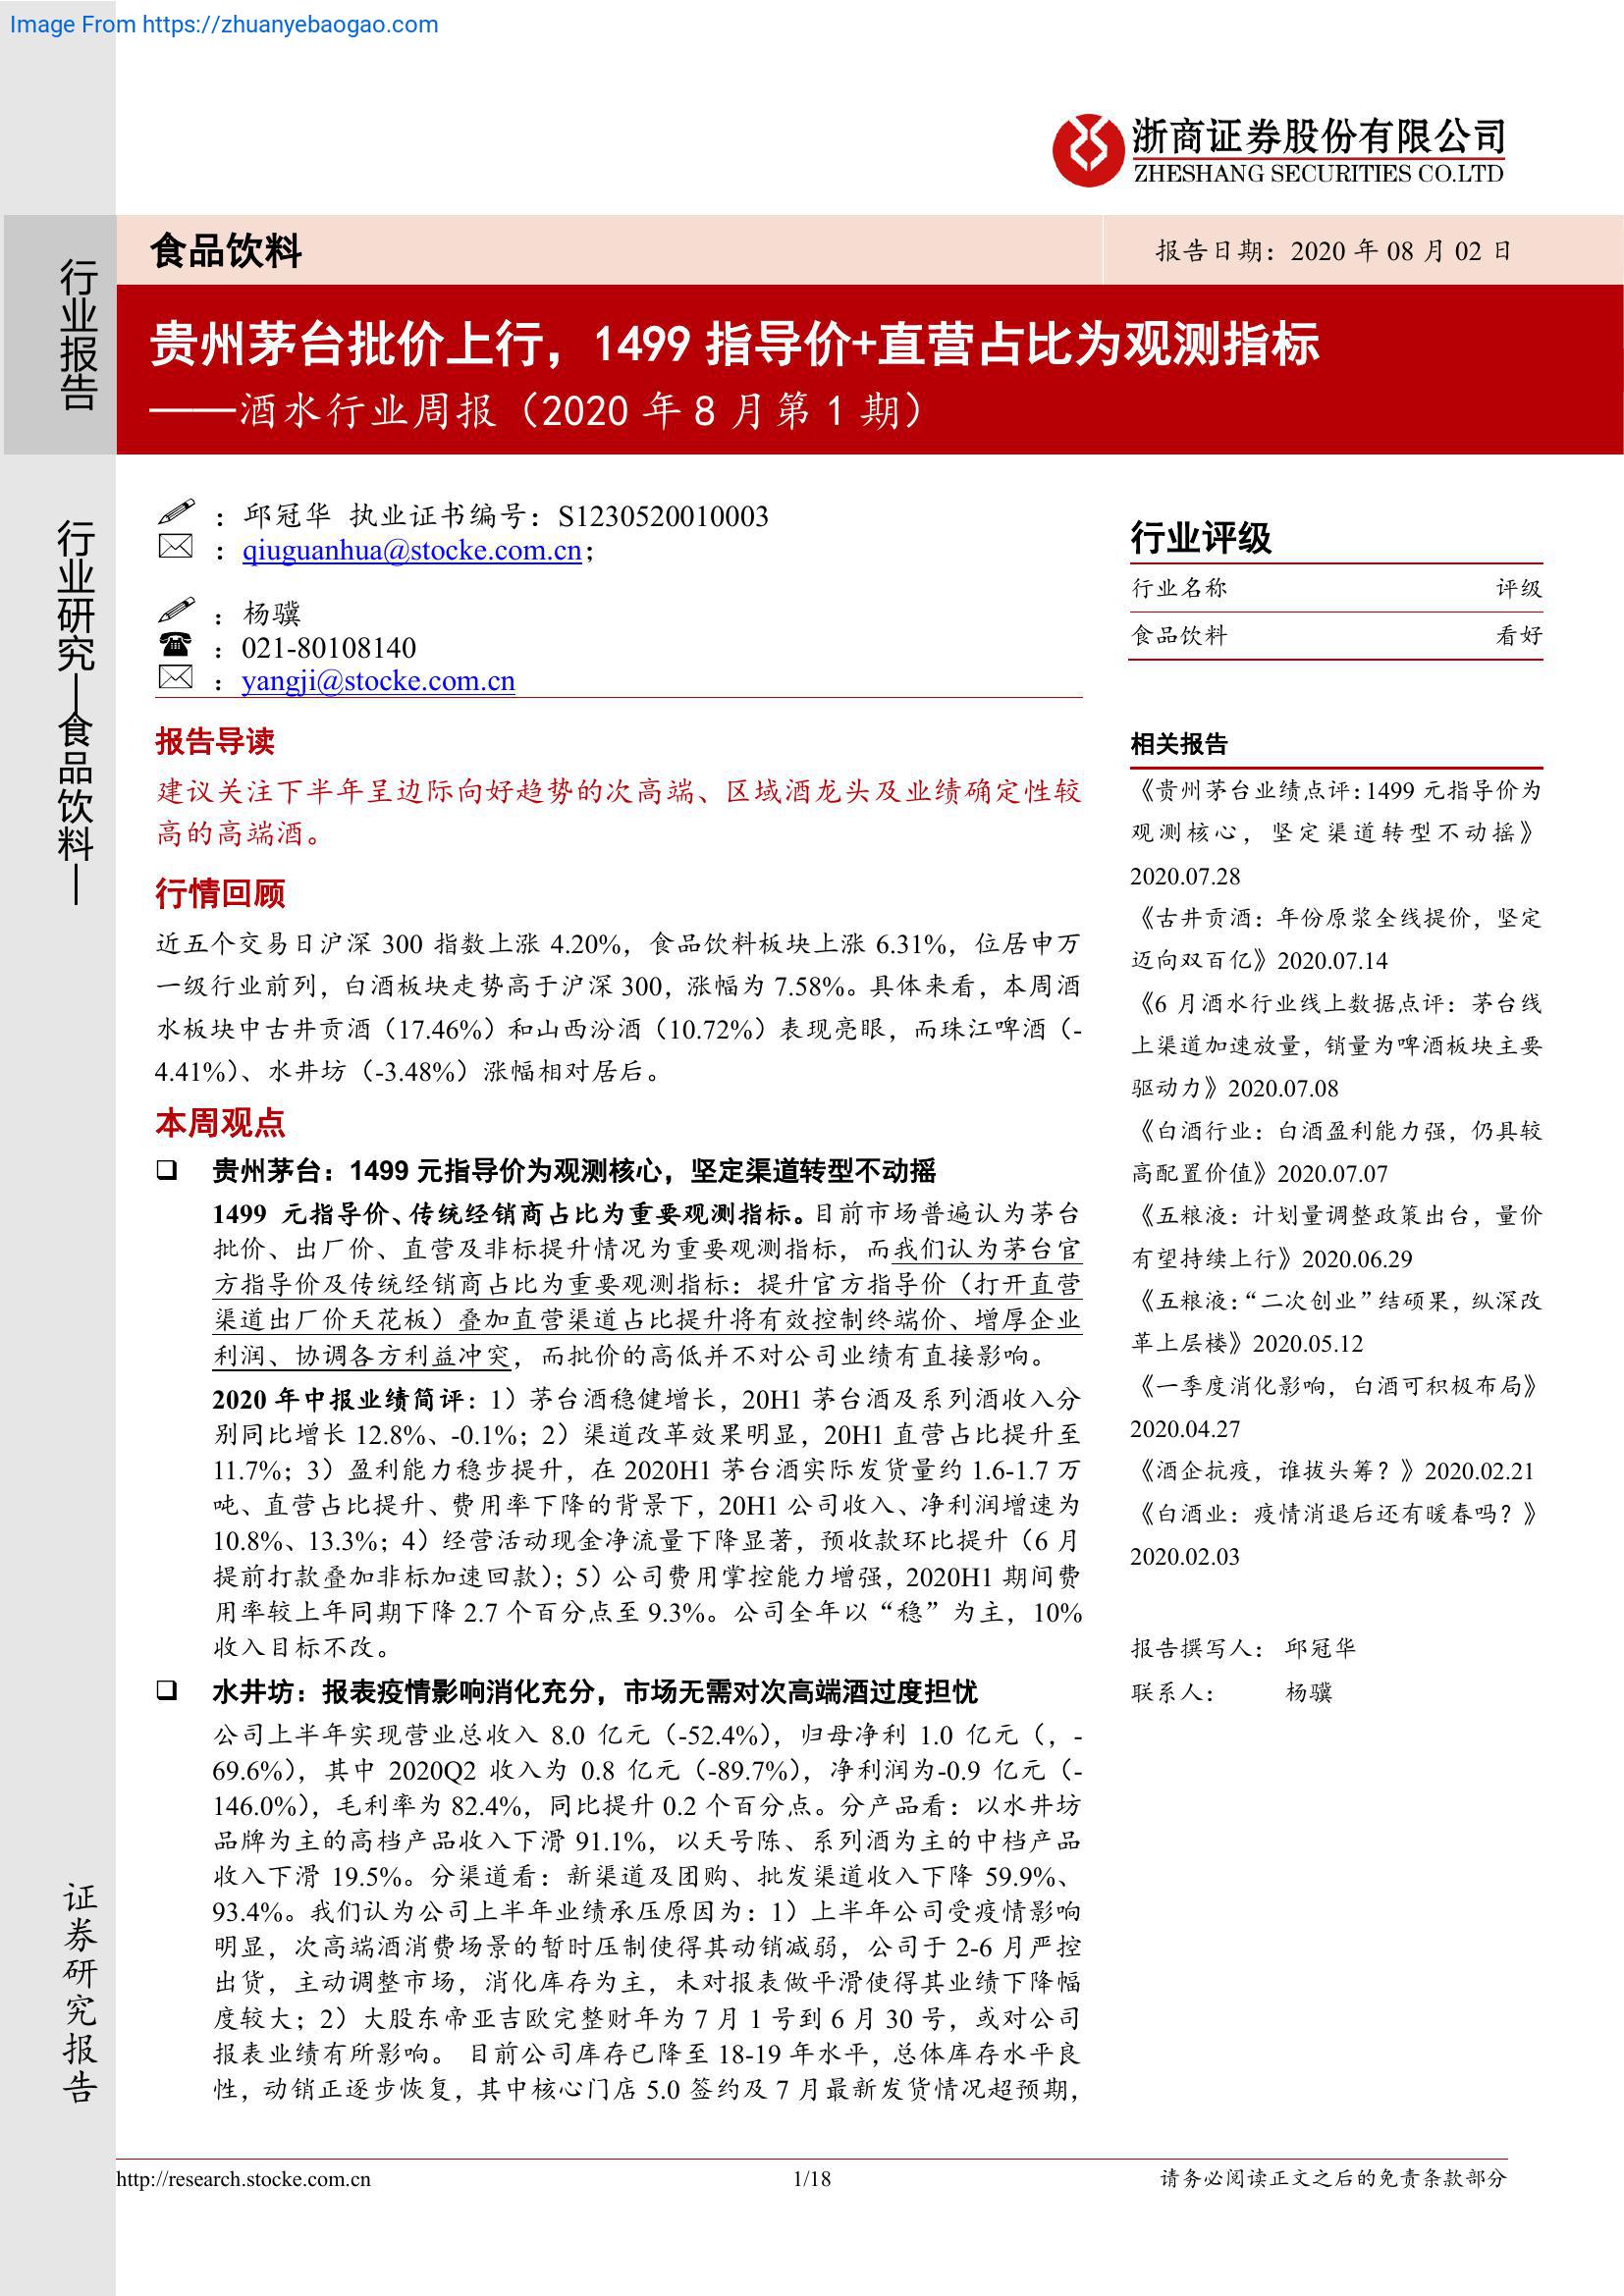 Image From https://zhuanyebaogao.com
浙商证券股份有限公司
ZHESHANG SECURITIES CO.LTD
行业报告
食品饮料
报告日期：2020 年 08 月 02 日
贵州茅台批价上行，1499 指导价+直营占比为观测指标
——酒水行业周报（2020 年 8 月第 1 期）
行业研究—食品饮料—
证券研究报告
：邱冠华 执业证书编号：S1230520010003
：qiuguanhua@stocke.com.cn；
：杨骥
：021-80108140
：yangji@stocke.com.cn
报告导读
建议关注下半年呈边际向好趋势的次高端、区域酒龙头及业绩确定性较
高的高端酒。
行情回顾
近五个交易日沪深 300 指数上涨 4.20%，食品饮料板块上涨 6.31%，位居申万
一级行业前列，白酒板块走势高于沪深 300，涨幅为 7.58%。具体来看，本周酒
水板块中古井贡酒（17.46%）和山西汾酒（10.72%）表现亮眼，而珠江啤酒（-
4.41%）、水井坊（-3.48%）涨幅相对居后。
本周观点
❑ 贵州茅台：1499 元指导价为观测核心，坚定渠道转型不动摇
1499 元指导价、传统经销商占比为重要观测指标。目前市场普遍认为茅台
批价、出厂价、直营及非标提升情况为重要观测指标，而我们认为茅台官
方指导价及传统经销商占比为重要观测指标：提升官方指导价（打开直营
渠道出厂价天花板）叠加直营渠道占比提升将有效控制终端价、增厚企业
利润、协调各方利益冲突，而批价的高低并不对公司业绩有直接影响。
2020 年中报业绩简评：1）茅台酒稳健增长，20H1 茅台酒及系列酒收入分
别同比增长 12.8%、-0.1%；2）渠道改革效果明显，20H1 直营占比提升至
11.7%；3）盈利能力稳步提升，在 2020H1 茅台酒实际发货量约 1.6-1.7 万
吨、直营占比提升、费用率下降的背景下，20H1 公司收入、净利润增速为
10.8%、13.3%；4）经营活动现金净流量下降显著，预收款环比提升（6 月
提前打款叠加非标加速回款）；5）公司费用掌控能力增强，2020H1 期间费
用率较上年同期下降 2.7 个百分点至 9.3%。公司全年以“稳”为主，10%
收入目标不改。
❑ 水井坊：报表疫情影响消化充分，市场无需对次高端酒过度担忧
公司上半年实现营业总收入 8.0 亿元（-52.4%），归母净利 1.0 亿元（，-
69.6%），其中 2020Q2 收入为 0.8 亿元（-89.7%），净利润为-0.9 亿元（-
146.0%），毛利率为 82.4%，同比提升 0.2 个百分点。分产品看：以水井坊
品牌为主的高档产品收入下滑 91.1%，以天号陈、系列酒为主的中档产品
收入下滑 19.5%。分渠道看：新渠道及团购、批发渠道收入下降 59.9%、
93.4%。我们认为公司上半年业绩承压原因为：1）上半年公司受疫情影响
明显，次高端酒消费场景的暂时压制使得其动销减弱，公司于 2-6 月严控
出货，主动调整市场，消化库存为主，未对报表做平滑使得其业绩下降幅
度较大；2）大股东帝亚吉欧完整财年为 7 月 1 号到 6 月 30 号，或对公司
报表业绩有所影响。 目前公司库存已降至 18-19 年水平，总体库存水平良
性，动销正逐步恢复，其中核心门店 5.0 签约及 7 月最新发货情况超预期，
行业评级
行业名称 评级
食品饮料 看好
相关报告
《贵州茅台业绩点评：1499 元指导价为
观测核心，坚定渠道转型不动摇》
2020.07.28
《古井贡酒：年份原浆全线提价，坚定
迈向双百亿》2020.07.14
《6 月酒水行业线上数据点评：茅台线
上渠道加速放量，销量为啤酒板块主要
驱动力》2020.07.08
《白酒行业：白酒盈利能力强，仍具较
高配置价值》2020.07.07
《五粮液：计划量调整政策出台，量价
有望持续上行》2020.06.29
《五粮液：“二次创业”结硕果，纵深改
革上层楼》2020.05.12
《一季度消化影响，白酒可积极布局》
2020.04.27
《酒企抗疫，谁拔头筹？》2020.02.21
《白酒业：疫情消退后还有暖春吗？》
2020.02.03
报告撰写人： 邱冠华
联系人： 杨骥
http://research.stocke.com.cn
1/18
请务必阅读正文之后的免责条款部分